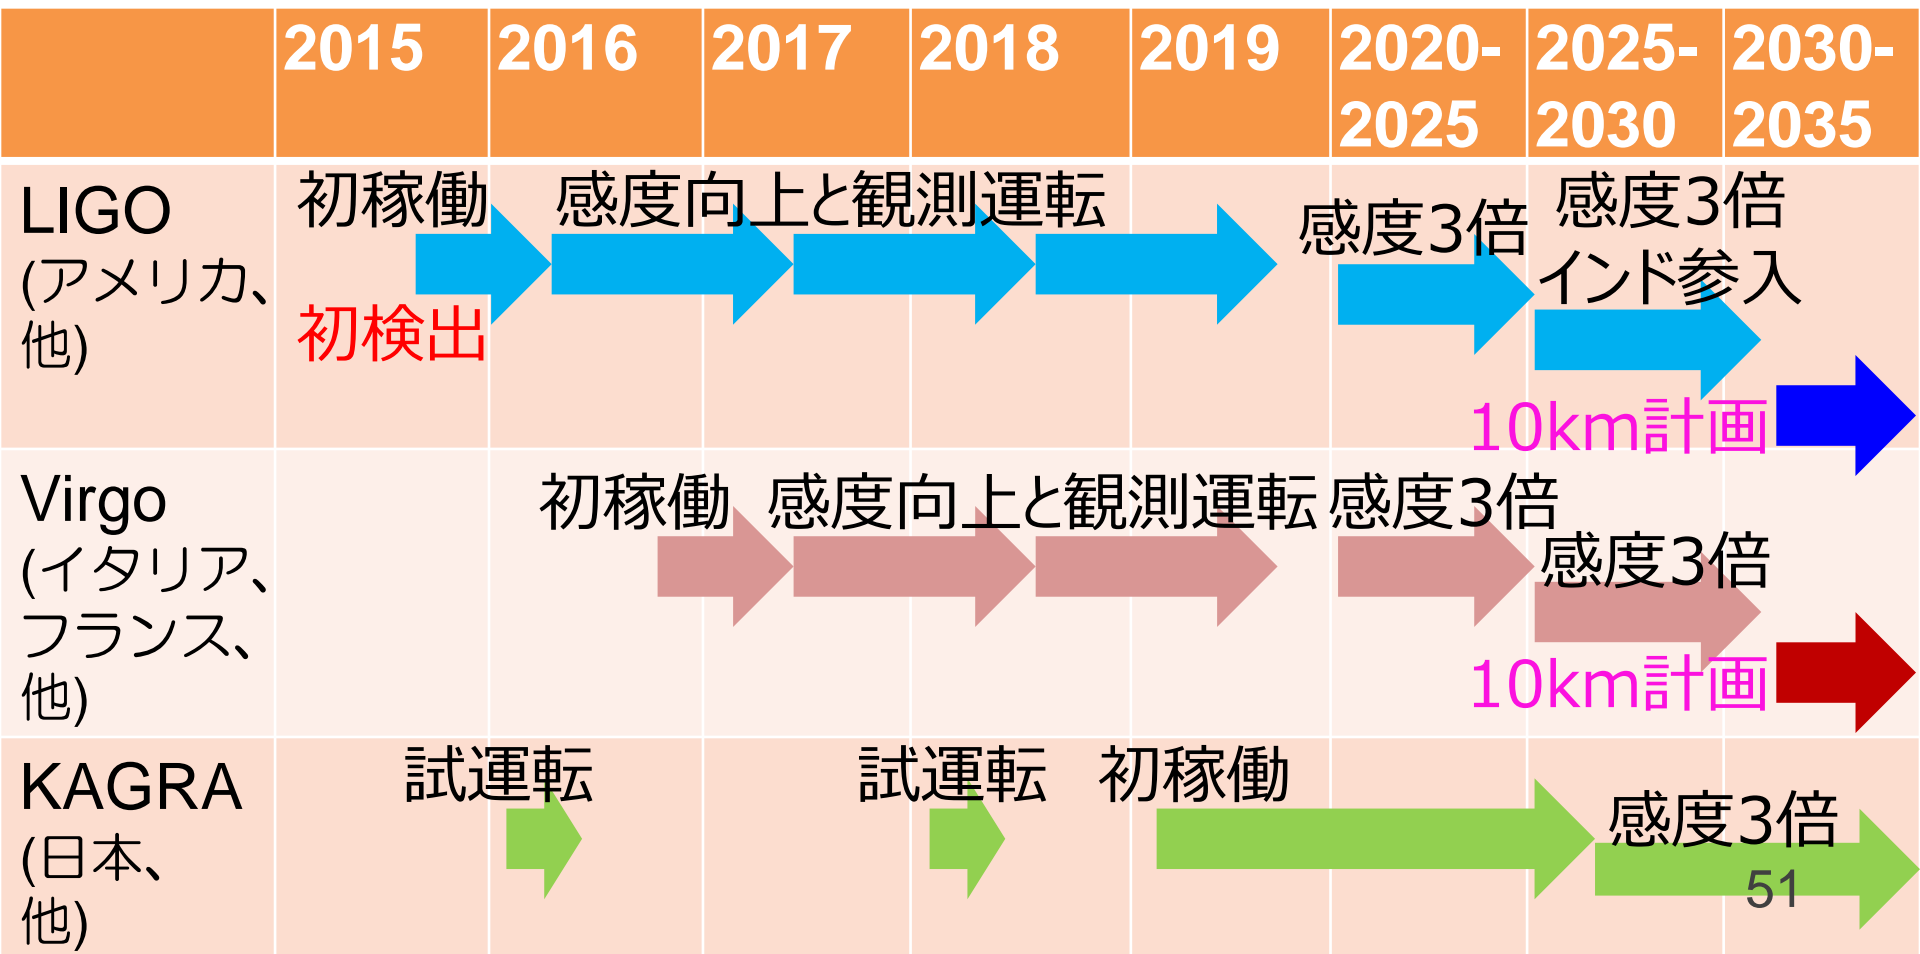 2015
2016
2017
2018
2019
2020-
2025
2025-
2030
2030-
2035
LIGO
(アメリカ、
他)
初稼働
初検出
感度向上と観測運転
感度3倍
感度3倍
インド参入
10km計画
Virgo
(イタリア、
フランス、
他)
初稼働
感度向上と観測運転
感度3倍
感度3倍
10km計画
KAGRA
(日本、
他)
試運転
試運転
初稼働
感度3倍
51